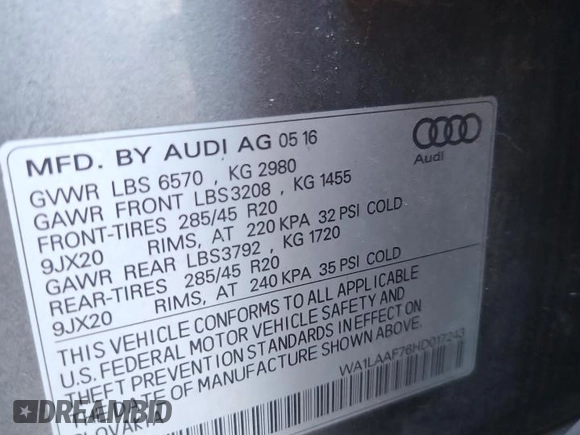 MFD. BY AUDI AG 05 16
GVWR LBS 6570 , KG 2980
GAWR FRONT LBS3208 , KG 1455
FRONT-TIRES 285/45 R20
9JX20 RIMS, AT 220 KPA 32 PSI COLD
GAWR REAR LBS3792 , KG 1720
REAR-TIRES 285/45 R20
9JX20 RIMS, AT 240 KPA 35 PSI COLD
THIS VEHICLE CONFORMS TO ALL APPLICABLE
U.S. FEDERAL MOTOR VEHICLE SAFETY AND
THEFT PREVENTION STANDARDS IN EFFECT ON
DATE OF MANUFACTURE SHOWN ABOVE.
WA1LAAF76HD017243
SLOVAKIA
Audi
DREAMBID